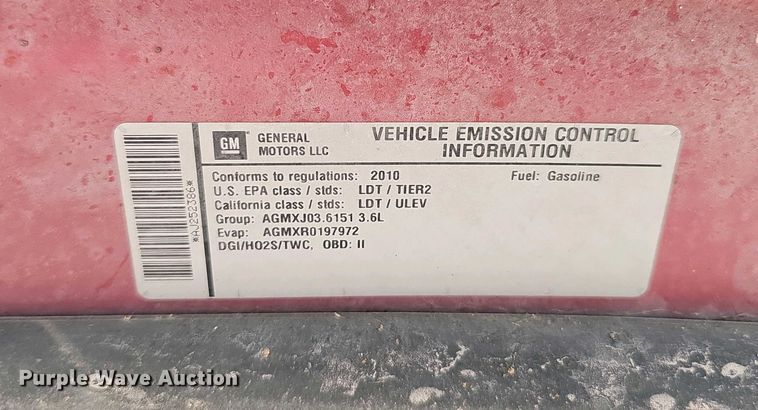 *AJ252386*
GM
GENERAL
MOTORS LLC
VEHICLE EMISSION CONTROL
INFORMATION
Conforms to regulations: 2010 Fuel: Gasoline
U.S. EPA class / stds: LDT / TIER2
California class / stds: LDT / ULEV
Group: AGMXJ03.6151 3.6L
Evap: AGMXR0197972
DGI/HO2S/TWC, OBD: II
Purple Wave Auction